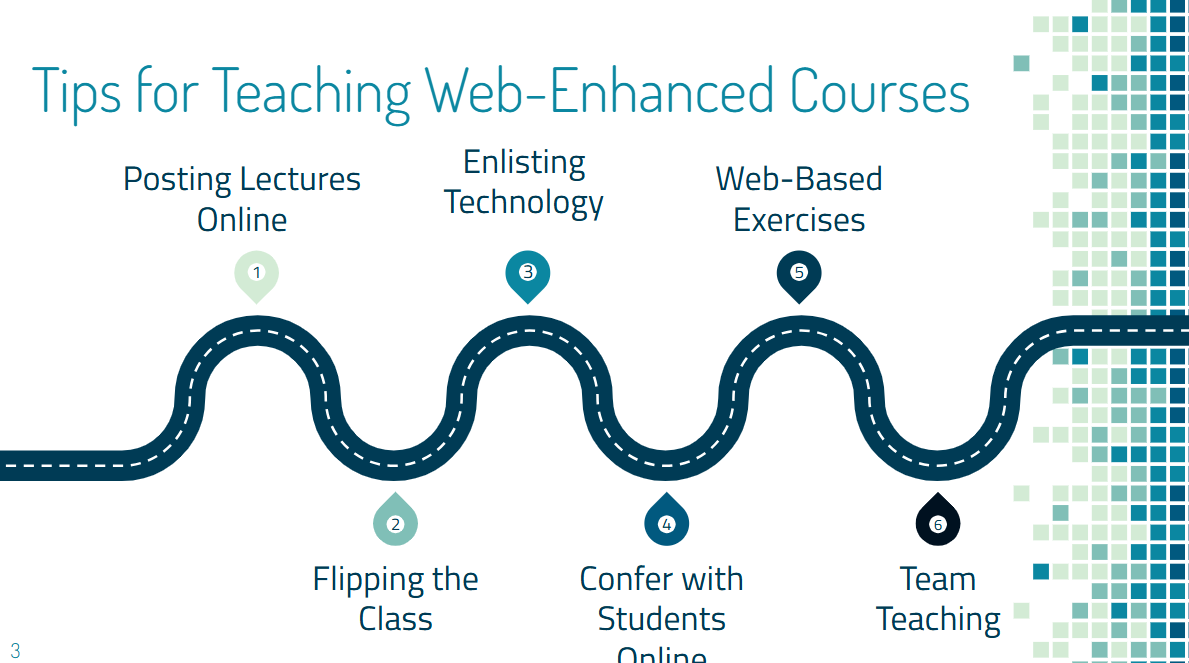 Tips for Teaching Web-Enhanced Courses
Posting Lectures
Online
1
Flipping the
Class
2
Enlisting
Technology
3
Confer with
Students
Online
4
Web-Based
Exercises
5
Team
Teaching
6
3